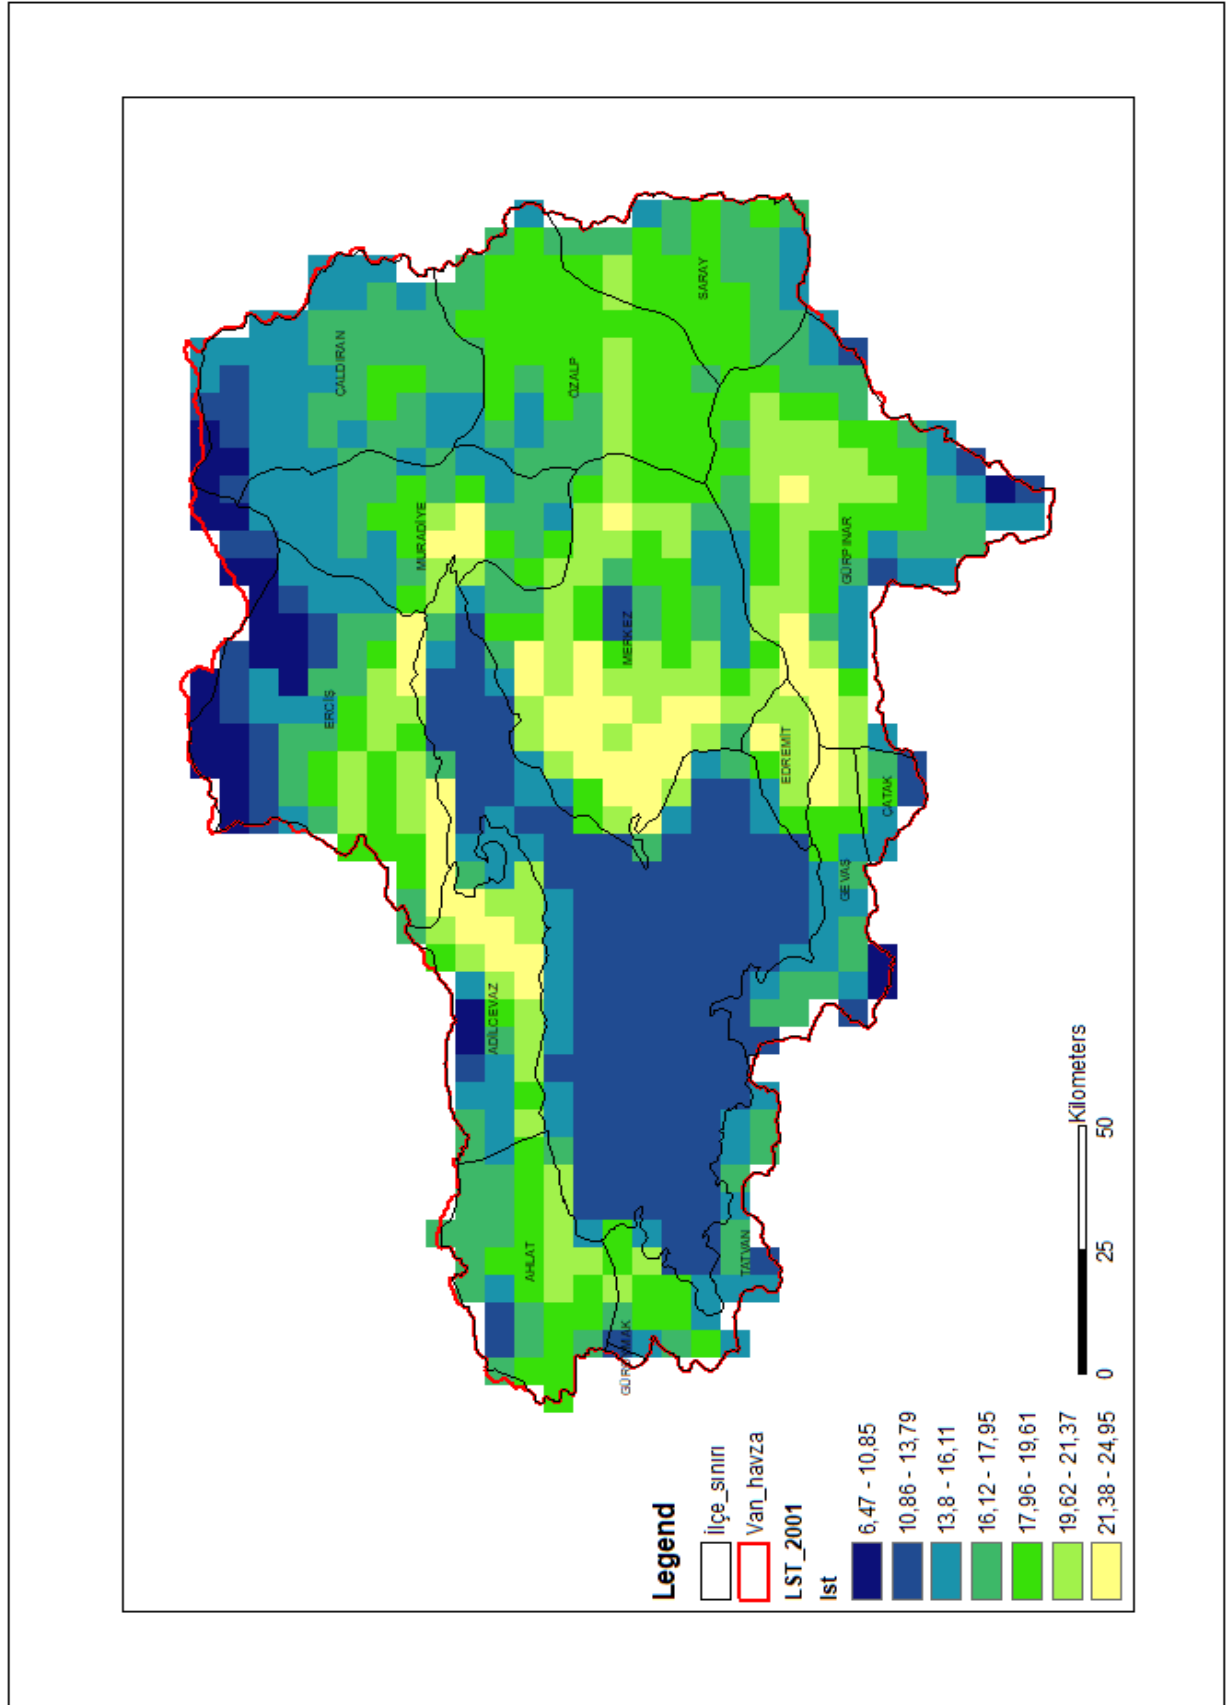 ERCİŞ
ÇALDIRAN
MURADİYE
ADİLCEVAZ
AHLAT
ÖZALP
GÜROYMAK
MERKEZ
SARAY
TATVAN
EDREMİT
GEVAŞ
GÜRPINAR
ÇATAK
Legend
İlçe_sınırı
Van_havza
LST_2001
lst
6,47 - 10,85
10,86 - 13,79
13,8 - 16,11
16,12 - 17,95
17,96 - 19,61
19,62 - 21,37
21,38 - 24,95
Kilometers
0 25 50